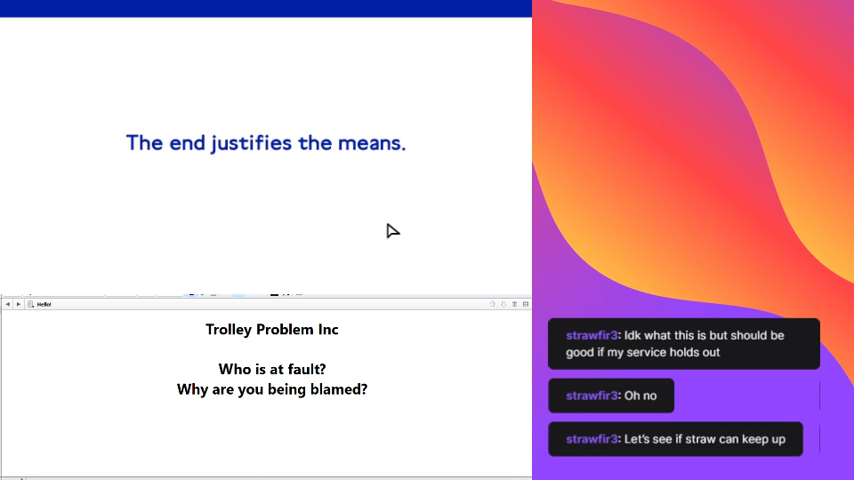 The end justifies the means.
Hello!
Trolley Problem Inc
Who is at fault?
Why are you being blamed?
strawfir3: Idk what this is but should be
good if my service holds out
strawfir3: Oh no
strawfir3: Let's see if straw can keep up